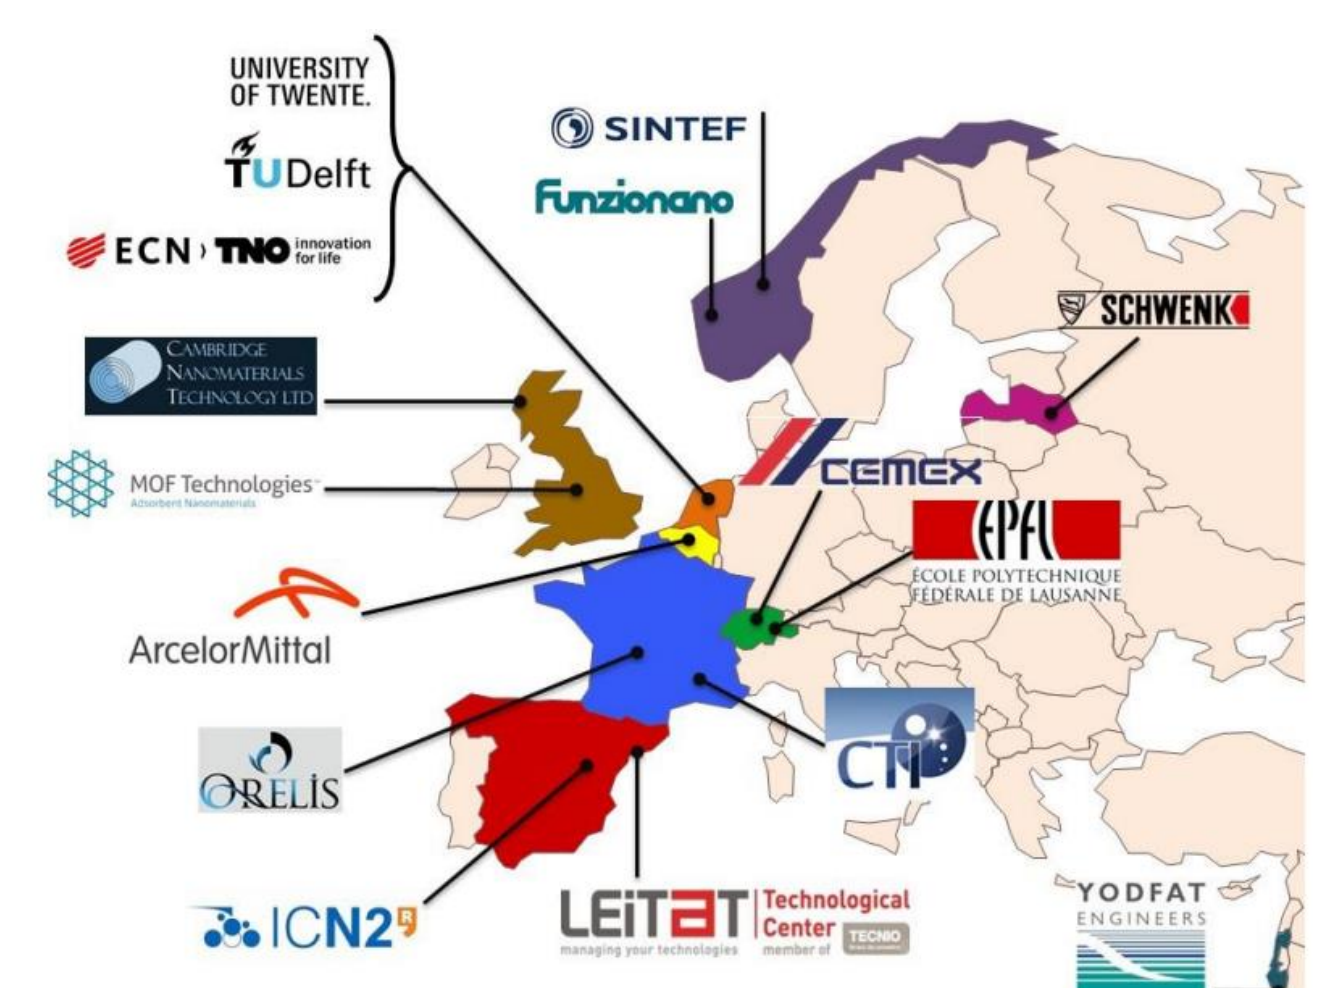 UNIVERSITY
OF TWENTE.
TUDelft
ECN › TNO innovation
for life
SINTEF
Funzionano
SCHWENK
CAMBRIDGE
NANOMATERIALS
TECHNOLOGY LTD
MOF Technologies
Adsorbent Nanomaterials
CEMEX
EPFL
ÉCOLE POLYTECHNIQUE
FÉDÉRALE DE LAUSANNE
ArcelorMittal
ORELIS
CTI
ICN2 R
LEITAT
managing your technologies
Technological
Center
member of TECNIO
YODFAT
ENGINEERS